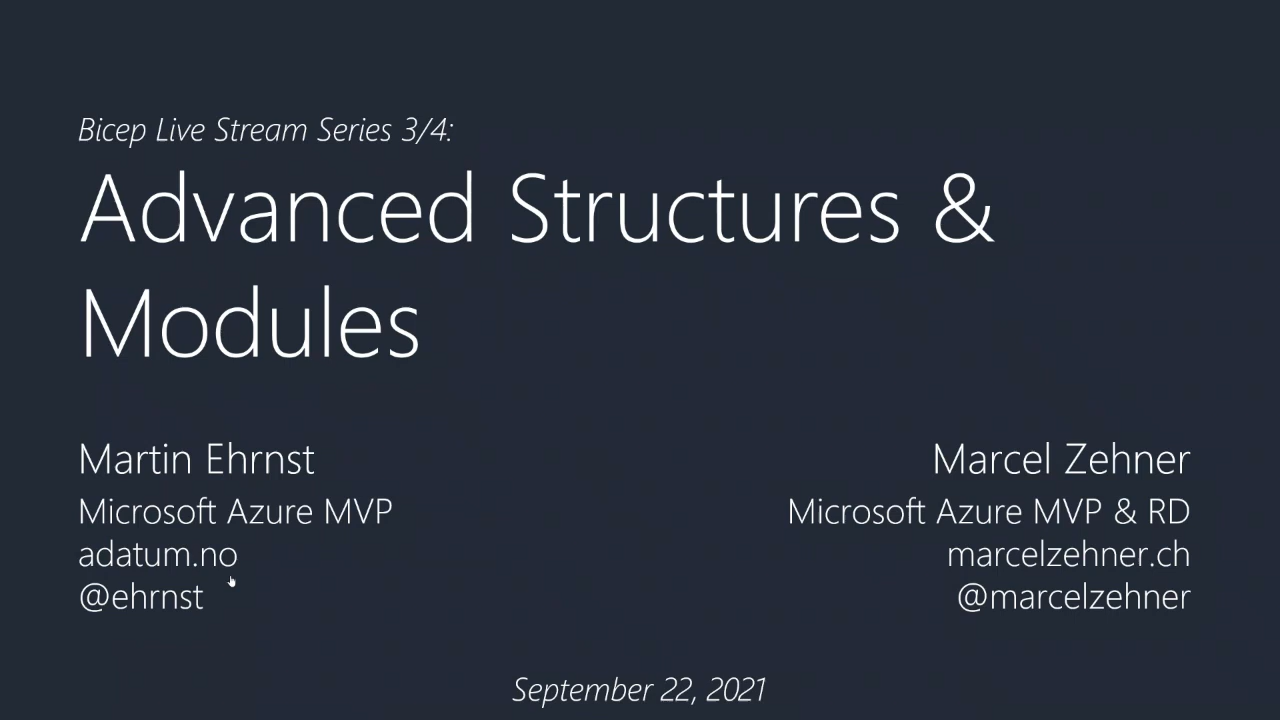 Bicep Live Stream Series 3/4:
Advanced Structures &
Modules
Martin Ehrnst
Microsoft Azure MVP
adatum.no
@ehrnst
Marcel Zehner
Microsoft Azure MVP & RD
marcelzehner.ch
@marcelzehner
September 22, 2021